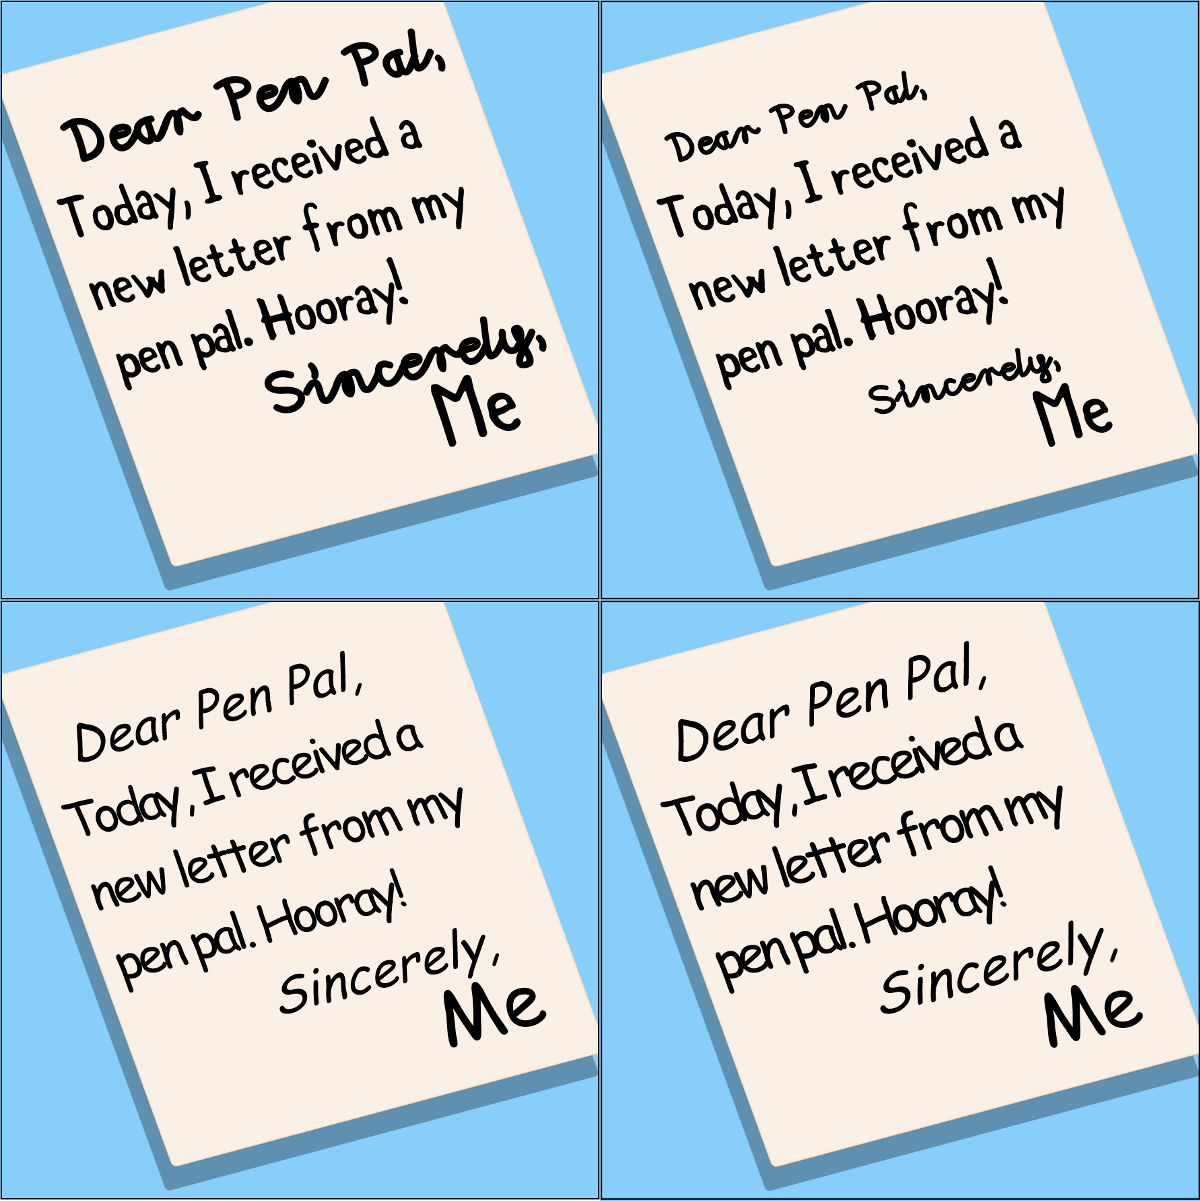 Dear Pen Pal,
Today, I received a
new letter from my
pen pal. Hooray!
Sincerely,
Me
Dear Pen Pal,
Today, I received a
new letter from my
pen pal. Hooray!
Sincerely,
Me
Dear Pen Pal,
Today, I received a
new letter from my
pen pal. Hooray!
Sincerely,
Me
Dear Pen Pal,
Today, I received a
new letter from my
pen pal. Hooray!
Sincerely,
Me